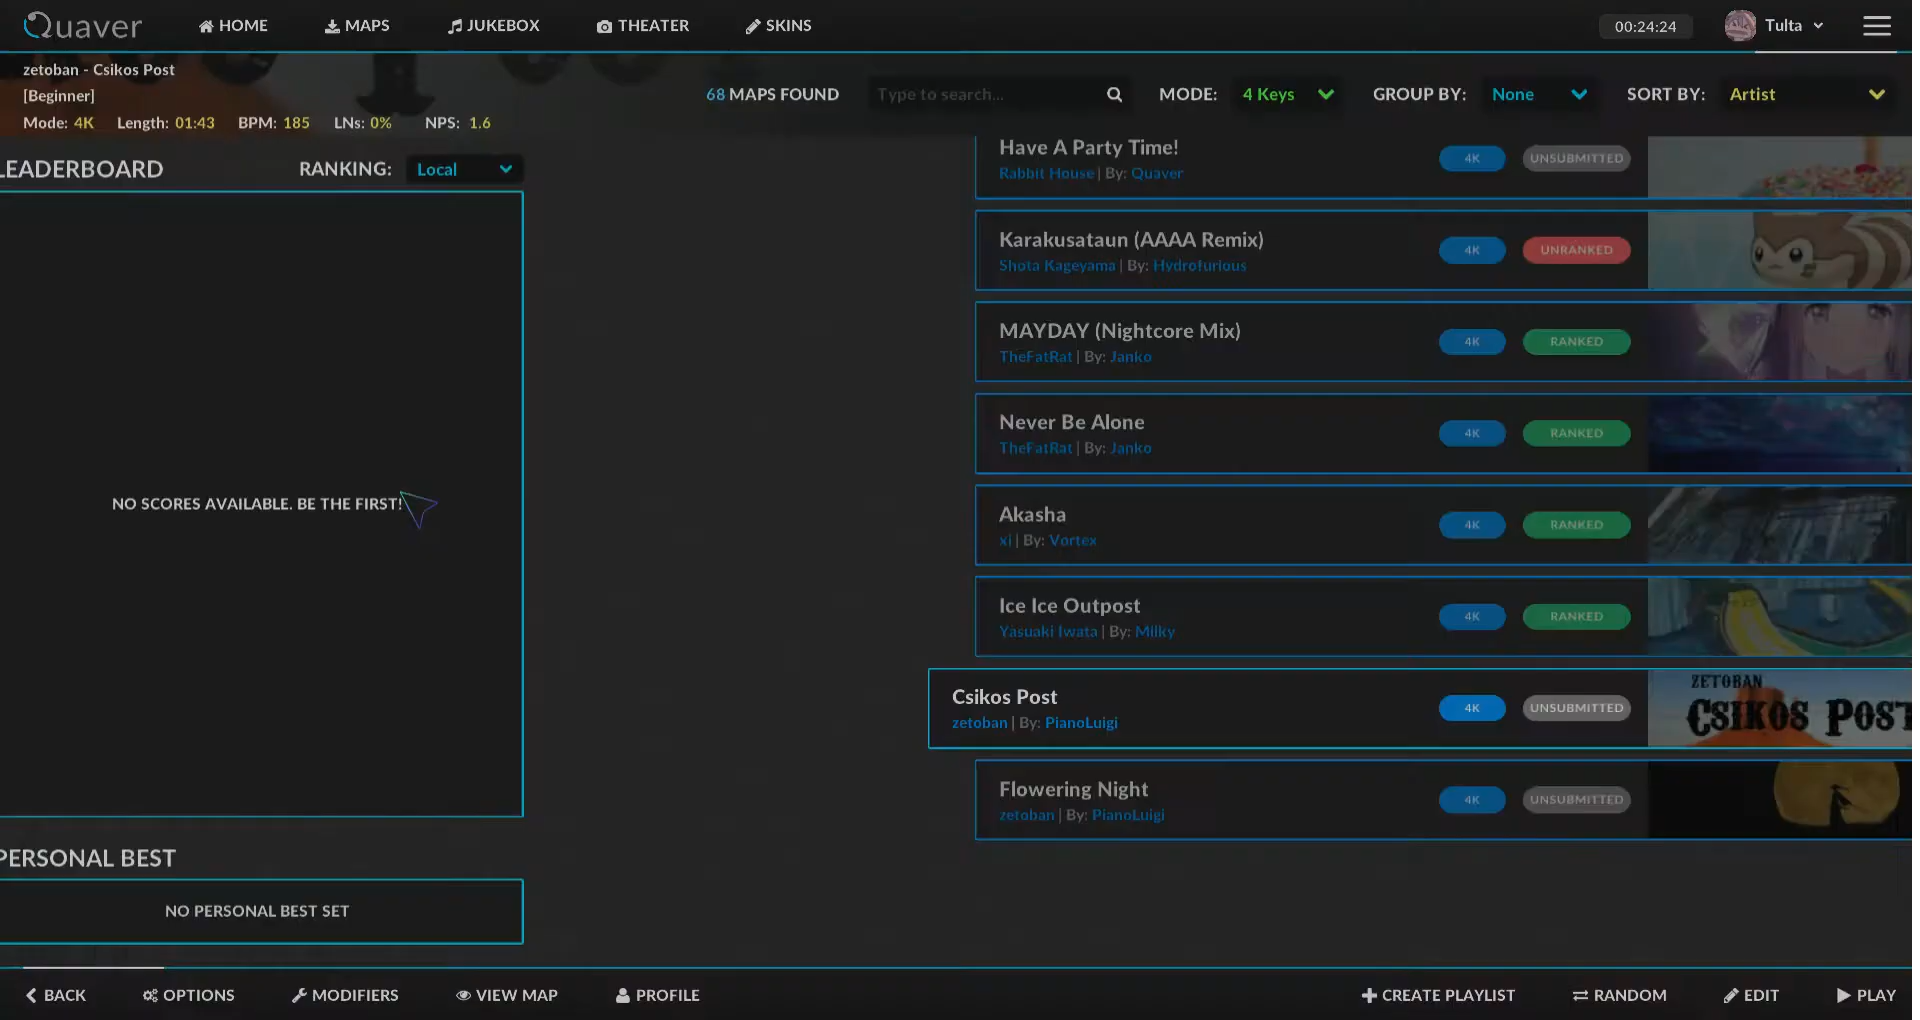 Quaver HOME MAPS JUKEBOX THEATER SKINS 00:24:24 Tulta
zetoban - Csikos Post
[Beginner]
Mode: 4K Length: 01:43 BPM: 185 LNs: 0% NPS: 1.6
68 MAPS FOUND Type to search... MODE: 4 Keys GROUP BY: None SORT BY: Artist
LEADERBOARD RANKING: Local
NO SCORES AVAILABLE. BE THE FIRST!
PERSONAL BEST
NO PERSONAL BEST SET
Have A Party Time!
Rabbit House | By: Quaver
4K UNSUBMITTED
Karakusataun (AAAA Remix)
Shota Kageyama | By: Hydrofurious
4K UNRANKED
MAYDAY (Nightcore Mix)
TheFatRat | By: Janko
4K RANKED
Never Be Alone
TheFatRat | By: Janko
4K RANKED
Akasha
xi | By: Vortex
4K RANKED
Ice Ice Outpost
Yasuaki Iwata | By: Milky
4K RANKED
Csikos Post
zetoban | By: PianoLuigi
4K UNSUBMITTED
ZETOBAN
CSIKOS POST
Flowering Night
zetoban | By: PianoLuigi
4K UNSUBMITTED
BACK OPTIONS MODIFIERS VIEW MAP PROFILE CREATE PLAYLIST RANDOM EDIT PLAY